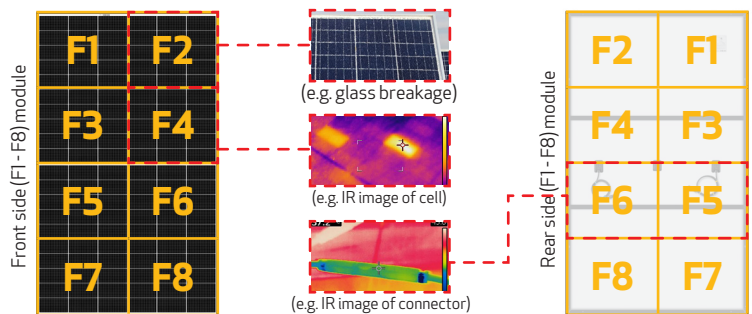 Front side (F1 - F8) module
F1 F2
F3 F4
F5 F6
F7 F8
(e.g. glass breakage)
(e.g. IR image of cell)
(e.g. IR image of connector)
Rear side (F1 - F8) module
F2 F1
F4 F3
F6 F5
F8 F7